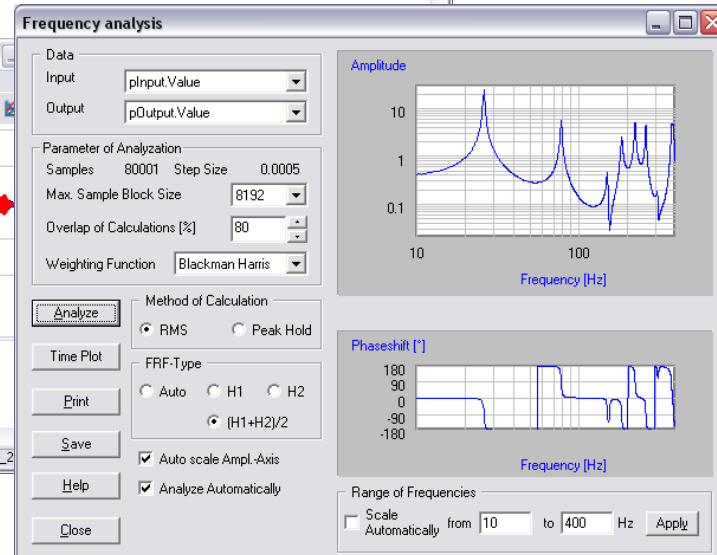 Frequency analysis
Data
Input pInput.Value
Output pOutput.Value
Parameter of Analyzation
Samples 80001 Step Size 0.0005
Max. Sample Block Size 8192
Overlap of Calculations [%] 80
Weighting Function Blackman Harris
Analyze
Time Plot
Print
Save
Help
Close
Method of Calculation
RMS Peak Hold
FRF-Type
Auto H1 H2
(H1+H2)/2
Auto scale Ampl.-Axis
Analyze Automatically
Amplitude
10
1
0.1
10 100
Frequency [Hz]
Phaseshift [°]
180
90
0
-90
-180
Frequency [Hz]
Range of Frequencies
Scale Automatically from 10 to 400 Hz Apply
_2